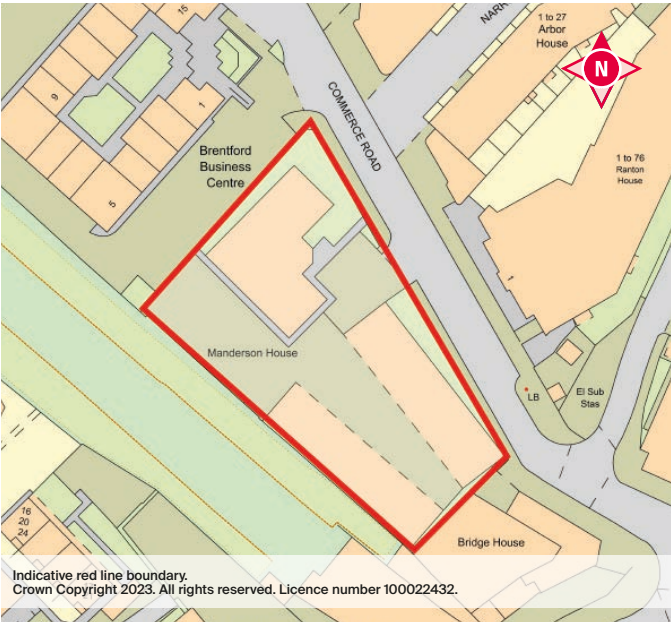 15
NARR
1 to 27
Arbor
House
N
9
1
COMMERCE ROAD
Brentford
Business
Centre
1 to 76
Ranton
House
5
1
Manderson House
LB
El Sub
Stas
16
20
24
Bridge House
Indicative red line boundary.
Crown Copyright 2023. All rights reserved. Licence number 100022432.